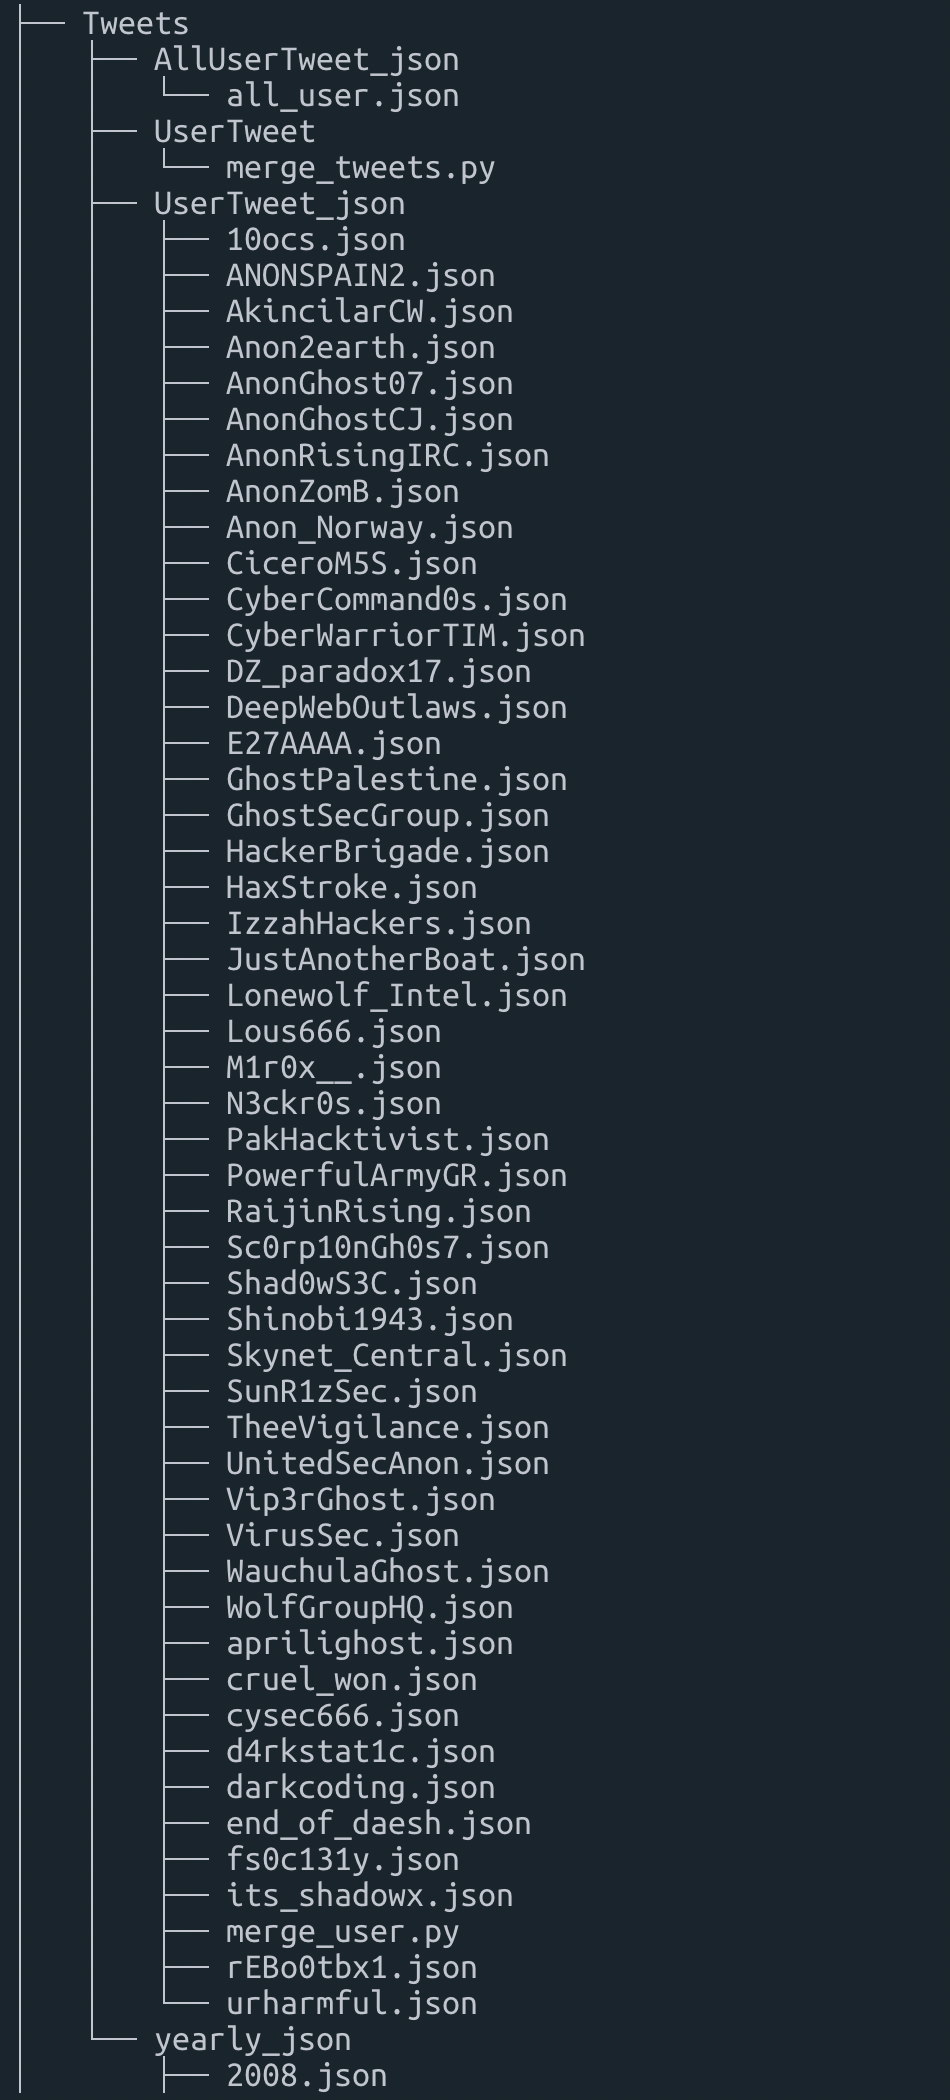 Tweets
AllUserTweet_json
all_user.json
UserTweet
merge_tweets.py
UserTweet_json
10ocs.json
ANONSPAIN2.json
AkincilarCW.json
Anon2earth.json
AnonGhost07.json
AnonGhostCJ.json
AnonRisingIRC.json
AnonZomB.json
Anon_Norway.json
CiceroM5S.json
CyberCommand0s.json
CyberWarriorTIM.json
DZ_paradox17.json
DeepWebOutlaws.json
E27AAAA.json
GhostPalestine.json
GhostSecGroup.json
HackerBrigade.json
HaxStroke.json
IzzahHackers.json
JustAnotherBoat.json
Lonewolf_Intel.json
Lous666.json
M1r0x__.json
N3ckr0s.json
PakHacktivist.json
PowerfulArmyGR.json
RaijinRising.json
Sc0rp10nGh0s7.json
Shad0wS3C.json
Shinobi1943.json
Skynet_Central.json
SunR1zSec.json
TheeVigilance.json
UnitedSecAnon.json
Vip3rGhost.json
VirusSec.json
WauchulaGhost.json
WolfGroupHQ.json
aprilighost.json
cruel_won.json
cysec666.json
d4rkstat1c.json
darkcoding.json
end_of_daesh.json
fs0c131y.json
its_shadowx.json
merge_user.py
rEBo0tbx1.json
urharmful.json
yearly_json
2008.json